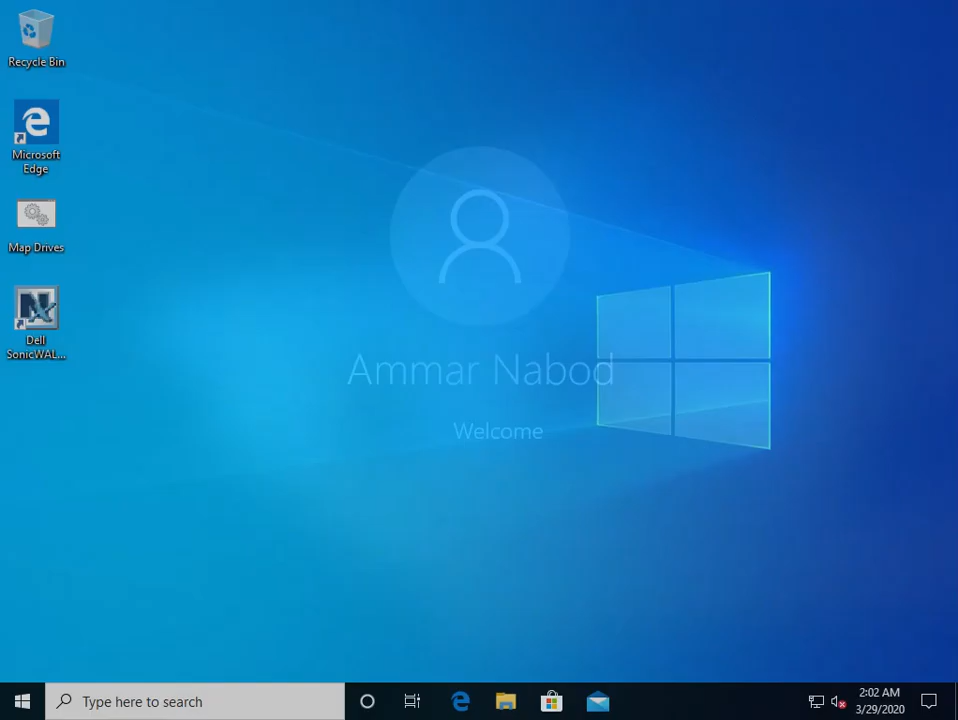 Recycle Bin
Microsoft
Edge
Map Drives
Dell
SonicWAL...
Ammar Nabod
Welcome
Type here to search
2:02 AM
3/29/2020